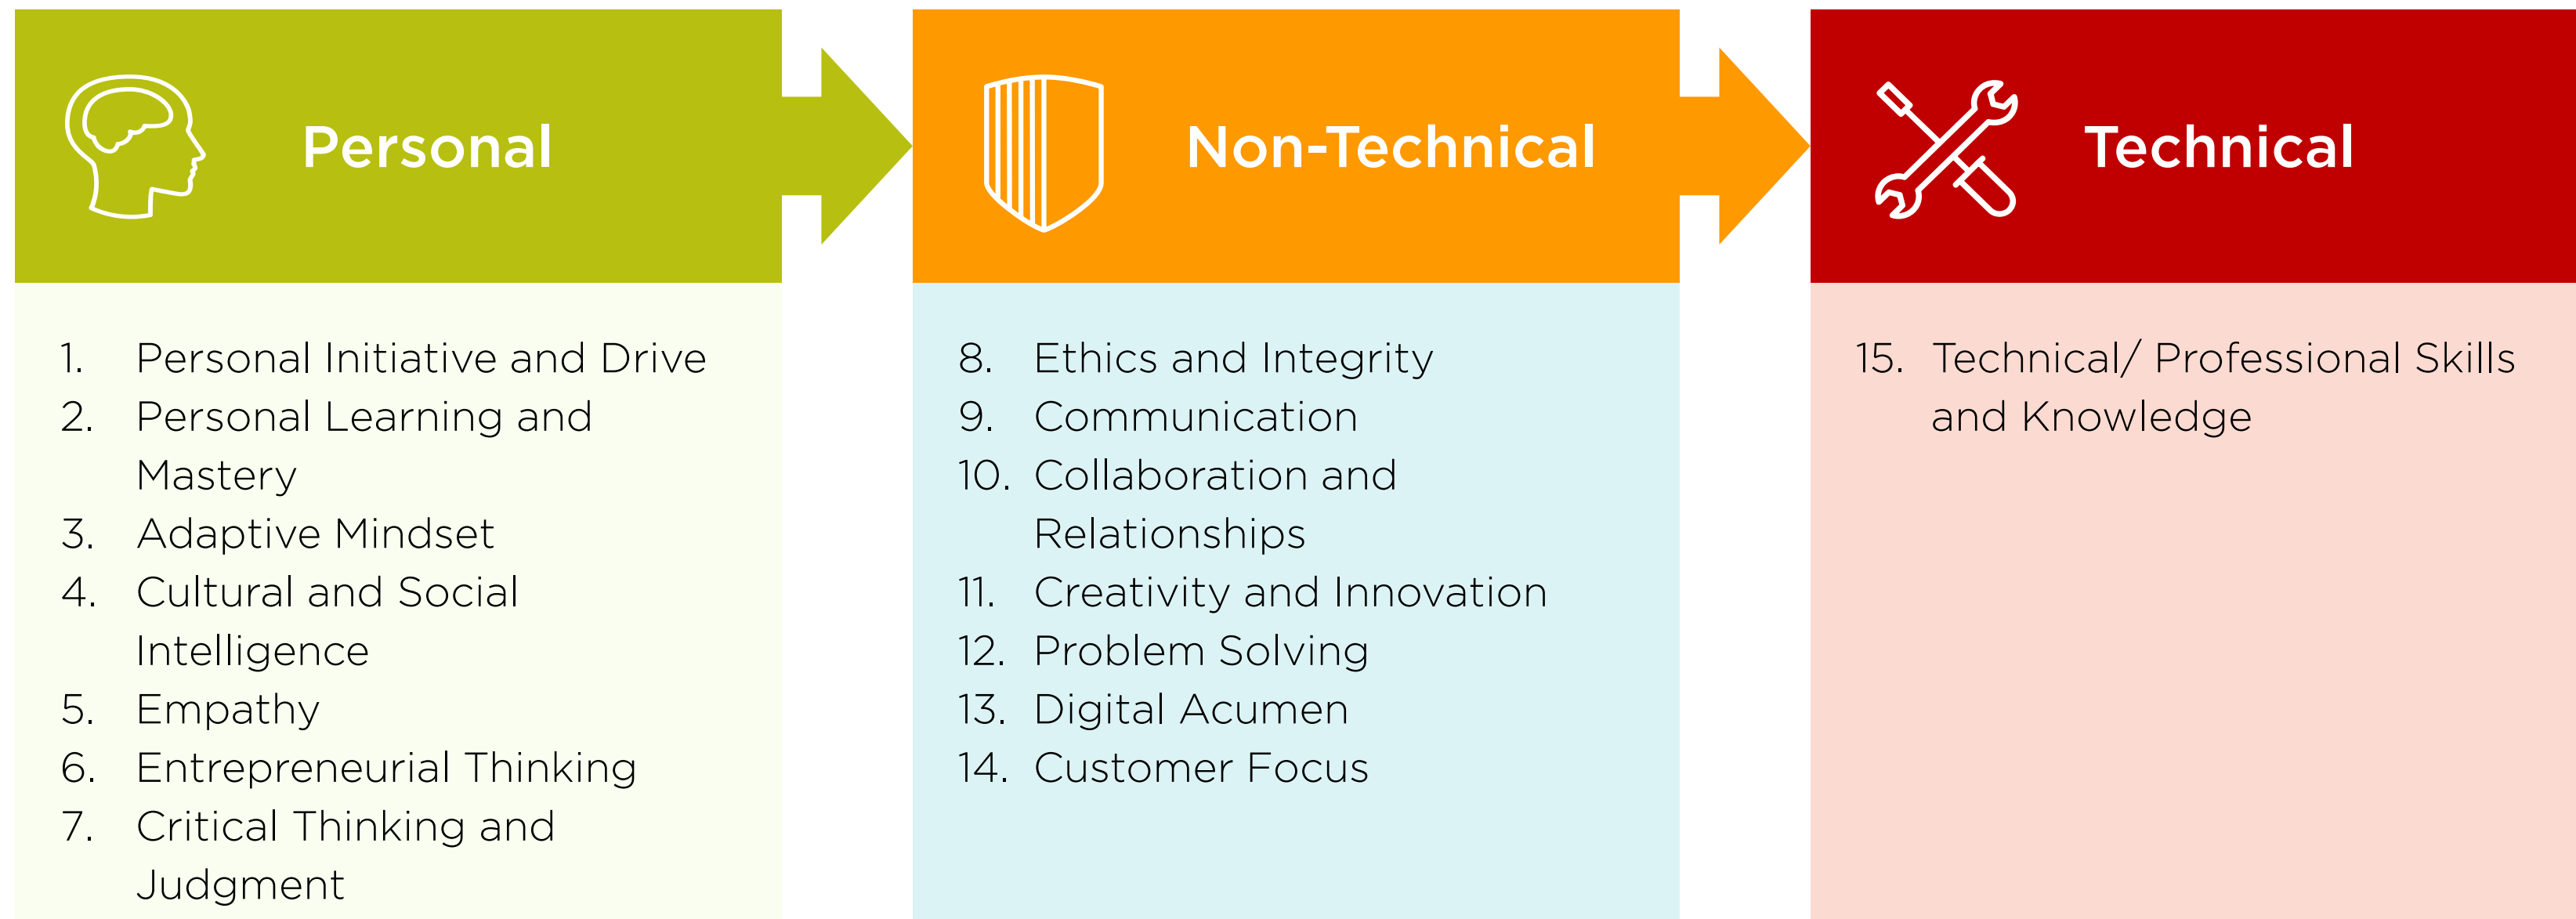 Personal
1. Personal Initiative and Drive
2. Personal Learning and
Mastery
3. Adaptive Mindset
4. Cultural and Social
Intelligence
5. Empathy
6. Entrepreneurial Thinking
7. Critical Thinking and
Judgment
Non-Technical
8. Ethics and Integrity
9. Communication
10. Collaboration and
Relationships
11. Creativity and Innovation
12. Problem Solving
13. Digital Acumen
14. Customer Focus
Technical
15. Technical/ Professional Skills
and Knowledge